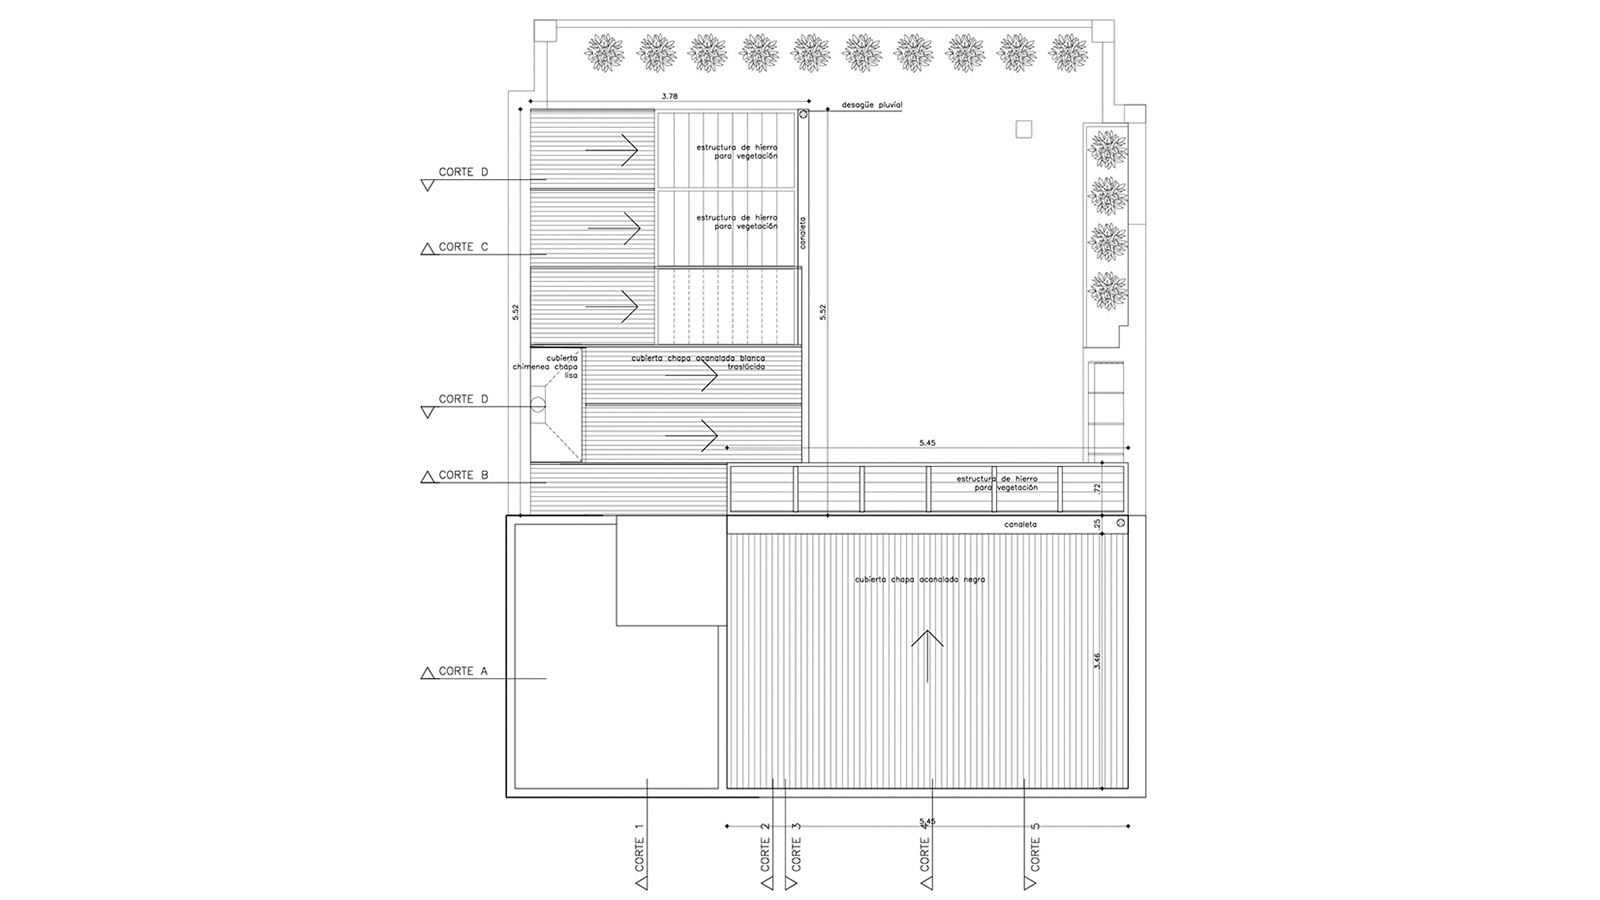 3.78
desagüe pluvial
estructura de hierro
para vegetación
CORTE D
estructura de hierro
para vegetación
canaleta
CORTE C
5.52
5.52
cubierta
chimenea chapa
lisa
cubierta chapa acanalada blanca
traslúcida
CORTE D
5.45
CORTE B
estructura de hierro
para vegetación
.72
canaleta
.25
cubierta chapa acanalada negra
3.46
CORTE A
5.45
CORTE 1
CORTE 2
CORTE 3
CORTE 4
CORTE 5